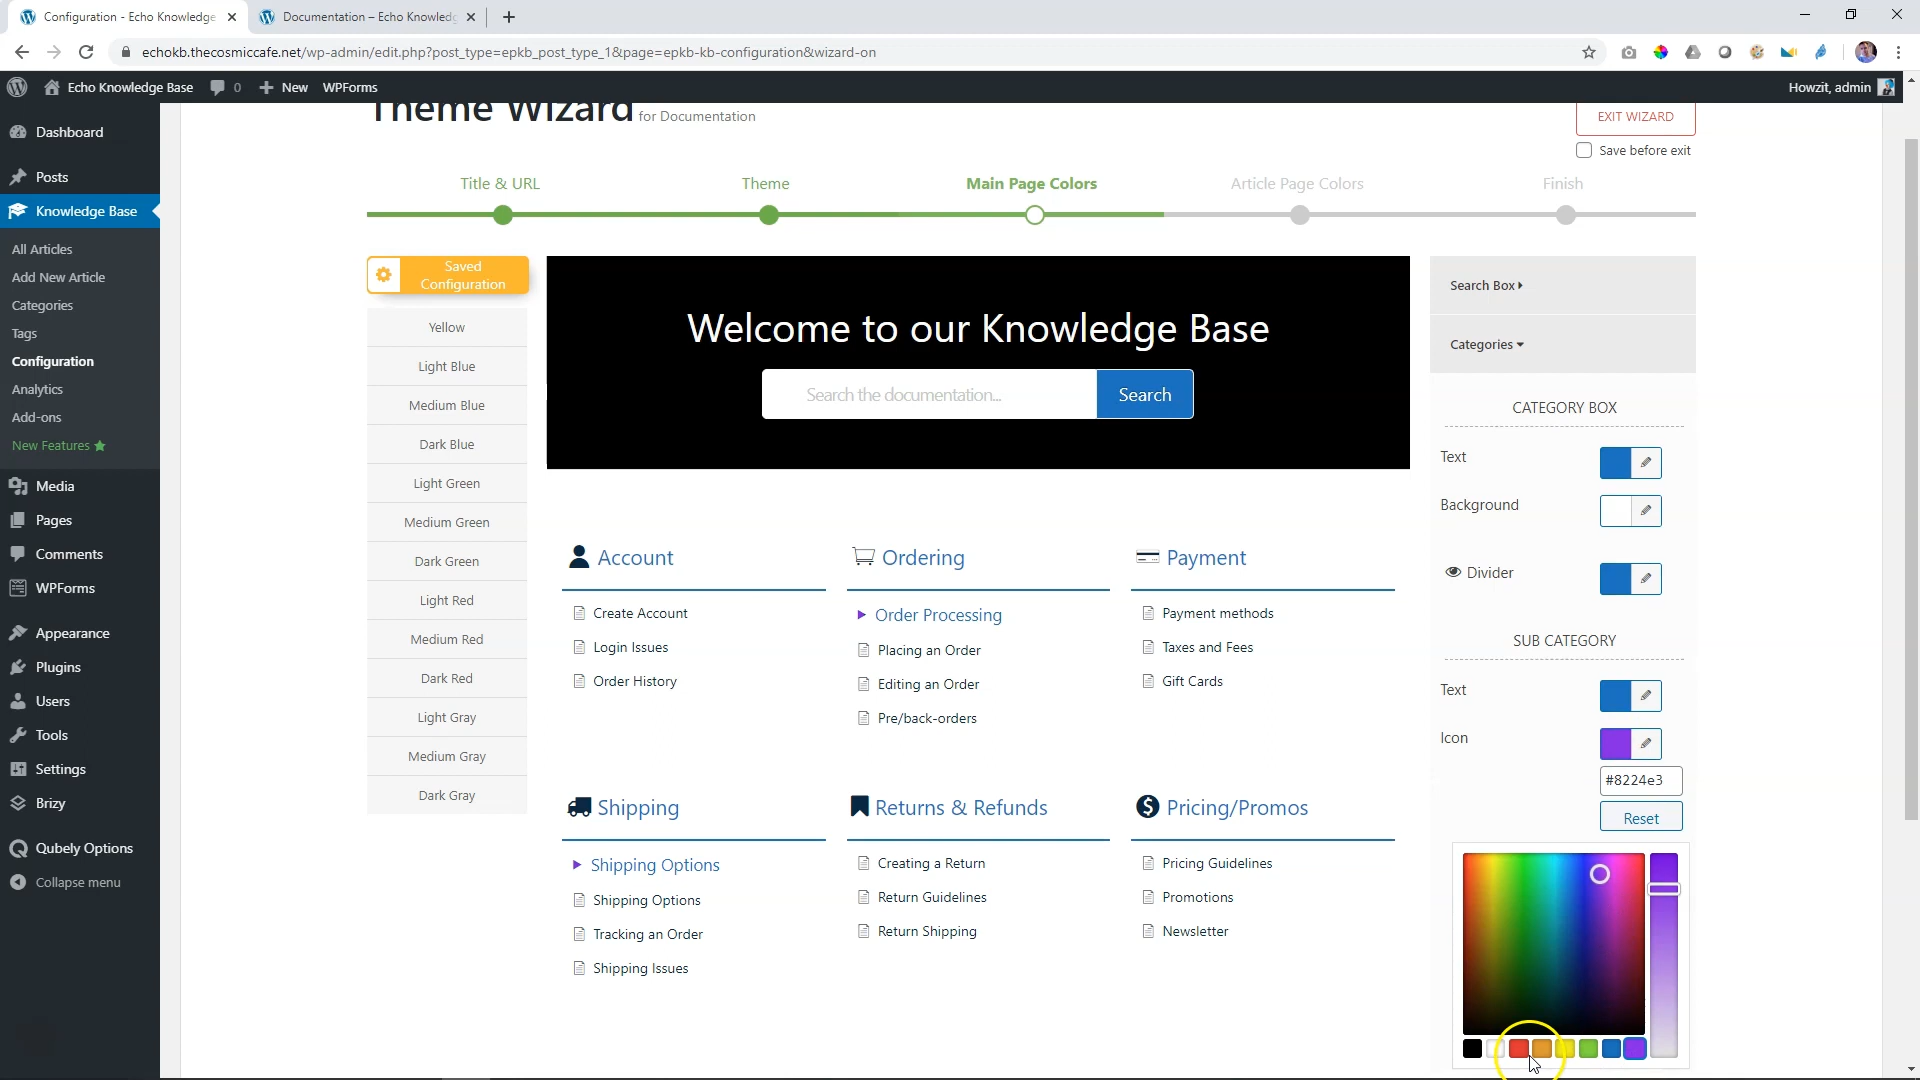 Configuration - Echo Knowledge
Documentation – Echo Knowledg
echokb.thecosmiccafe.net/wp-admin/edit.php?post_type=epkb_post_type_1&page=epkb-kb-configuration&wizard-on
Echo Knowledge Base
0
New
WPForms
Howzit, admin
Theme Wizard for Documentation
EXIT WIZARD
Save before exit
Dashboard
Posts
Knowledge Base
All Articles
Add New Article
Categories
Tags
Configuration
Analytics
Add-ons
New Features
Media
Pages
Comments
WPForms
Appearance
Plugins
Users
Tools
Settings
Brizy
Qubely Options
Collapse menu
Title & URL
Theme
Main Page Colors
Article Page Colors
Finish
Saved
Configuration
Yellow
Light Blue
Medium Blue
Dark Blue
Light Green
Medium Green
Dark Green
Light Red
Medium Red
Dark Red
Light Gray
Medium Gray
Dark Gray
Welcome to our Knowledge Base
Search the documentation...
Search
Account
Create Account
Login Issues
Order History
Ordering
Order Processing
Placing an Order
Editing an Order
Pre/back-orders
Payment
Payment methods
Taxes and Fees
Gift Cards
Shipping
Shipping Options
Shipping Options
Tracking an Order
Shipping Issues
Returns & Refunds
Creating a Return
Return Guidelines
Return Shipping
Pricing/Promos
Pricing Guidelines
Promotions
Newsletter
Search Box
Categories
CATEGORY BOX
Text
Background
Divider
SUB CATEGORY
Text
Icon
#8224e3
Reset